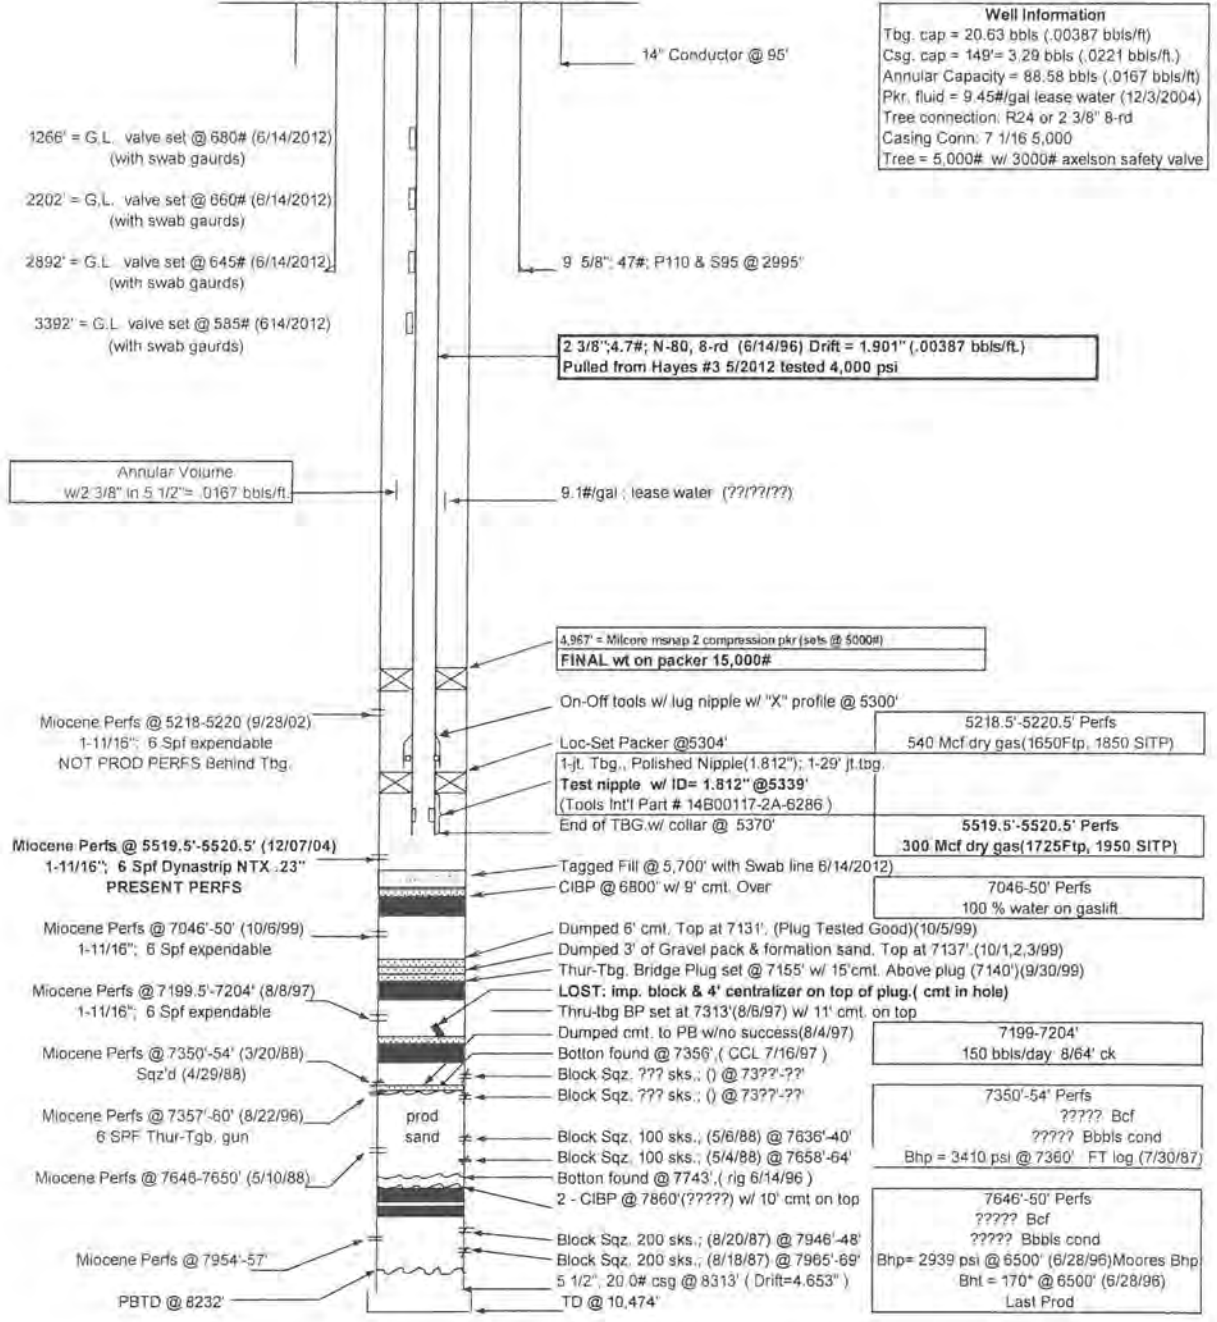 Well Information
Tbg. cap = 20.63 bbls (.00387 bbls/ft)
Csg. cap = 149'= 3.29 bbls (.0221 bbls/ft.)
Annular Capacity = 88.58 bbls (.0167 bbls/ft)
Pkr. fluid = 9.45#/gal lease water (12/3/2004)
Tree connection: R24 or 2 3/8" 8-rd
Casing Conn: 7 1/16 5,000
Tree = 5,000# w/ 3000# axelson safety valve
14" Conductor @ 95'
1266' = G.L. valve set @ 680# (6/14/2012)
(with swab gaurds)
2202' = G.L. valve set @ 660# (6/14/2012)
(with swab gaurds)
2892' = G.L. valve set @ 645# (6/14/2012)
(with swab gaurds)
9 5/8"; 47#; P110 & S95 @ 2995'
3392' = G.L. valve set @ 585# (614/2012)
(with swab gaurds)
2 3/8";4.7#; N-80, 8-rd (6/14/96) Drift = 1.901" (.00387 bbls/ft.)
Pulled from Hayes #3 5/2012 tested 4,000 psi
Annular Volume
w/2 3/8" in 5 1/2"= .0167 bbls/ft.
9.1#/gal ; lease water (??/??/??)
4,967' = Milcore msnap 2 compression pkr (sets @ 5000#)
FINAL wt on packer 15,000#
On-Off tools w/ lug nipple w/ "X" profile @ 5300'
Miocene Perfs @ 5218-5220 (9/28/02)
1-11/16"; 6 Spf expendable
NOT PROD PERFS Behind Tbg.
5218.5'-5220.5' Perfs
540 Mcf dry gas(1650Ftp, 1850 SITP)
Loc-Set Packer @5304'
1-jt. Tbg., Polished Nipple(1.812"); 1-29' jt.tbg.
Test nipple w/ ID= 1.812" @5339'
(Tools Int'l Part # 14B00117-2A-6286 )
End of TBG.w/ collar @ 5370'
5519.5'-5520.5' Perfs
300 Mcf dry gas(1725Ftp, 1950 SITP)
Miocene Perfs @ 5519.5'-5520.5' (12/07/04)
1-11/16"; 6 Spf Dynastrip NTX .23"
PRESENT PERFS
Tagged Fill @ 5,700' with Swab line 6/14/2012)
CIBP @ 6800' w/ 9' cmt. Over
7046-50' Perfs
100 % water on gaslift.
Miocene Perfs @ 7046'-50' (10/6/99)
1-11/16"; 6 Spf expendable
Dumped 6' cmt. Top at 7131'. (Plug Tested Good)(10/5/99)
Dumped 3' of Gravel pack & formation sand. Top at 7137'.(10/1,2,3/99)
Thur-Tbg. Bridge Plug set @ 7155' w/ 15'cmt. Above plug (7140')(9/30/99)
Miocene Perfs @ 7199.5'-7204' (8/8/97)
1-11/16"; 6 Spf expendable
LOST: imp. block & 4' centralizer on top of plug.( cmt in hole)
Thru-tbg BP set at 7313'(8/6/97) w/ 11' cmt. on top
Dumped cmt. to PB w/no success(8/4/97)
7199-7204'
150 bbls/day 8/64' ck
Miocene Perfs @ 7350'-54' (3/20/88)
Sqz'd (4/29/88)
Botton found @ 7356',( CCL 7/16/97 )
Block Sqz. ??? sks.; () @ 73??'-??'
Block Sqz. ??? sks.; () @ 73??'-??'
7350'-54' Perfs
????? Bcf
????? Bbbls cond
Bhp = 3410 psi @ 7360' FT log (7/30/87)
Miocene Perfs @ 7357'-60' (8/22/96)
6 SPF Thur-Tgb. gun
prod
sand
Block Sqz. 100 sks.; (5/6/88) @ 7636'-40'
Block Sqz. 100 sks.; (5/4/88) @ 7658'-64'
Miocene Perfs @ 7646-7650' (5/10/88)
Botton found @ 7743',( rig 6/14/96 )
2 - CIBP @ 7860'(?????) w/ 10' cmt on top
7646'-50' Perfs
????? Bcf
????? Bbbls cond
Bhp= 2939 psi @ 6500' (6/28/96)Moores Bhp
Bht = 170° @ 6500' (6/28/96)
Last Prod
Block Sqz. 200 sks.; (8/20/87) @ 7946'-48'
Miocene Perfs @ 7954'-57'
Block Sqz. 200 sks.; (8/18/87) @ 7965'-69'
5 1/2", 20.0# csg @ 8313' ( Drift=4.653" )
PBTD @ 8232'
TD @ 10,474'